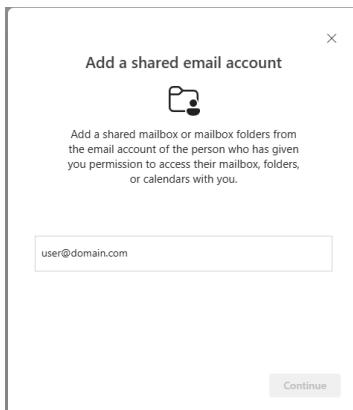 Add a shared email account
Add a shared mailbox or mailbox folders from
the email account of the person who has given
you permission to access their mailbox, folders,
or calendars with you.
user@domain.com
Continue